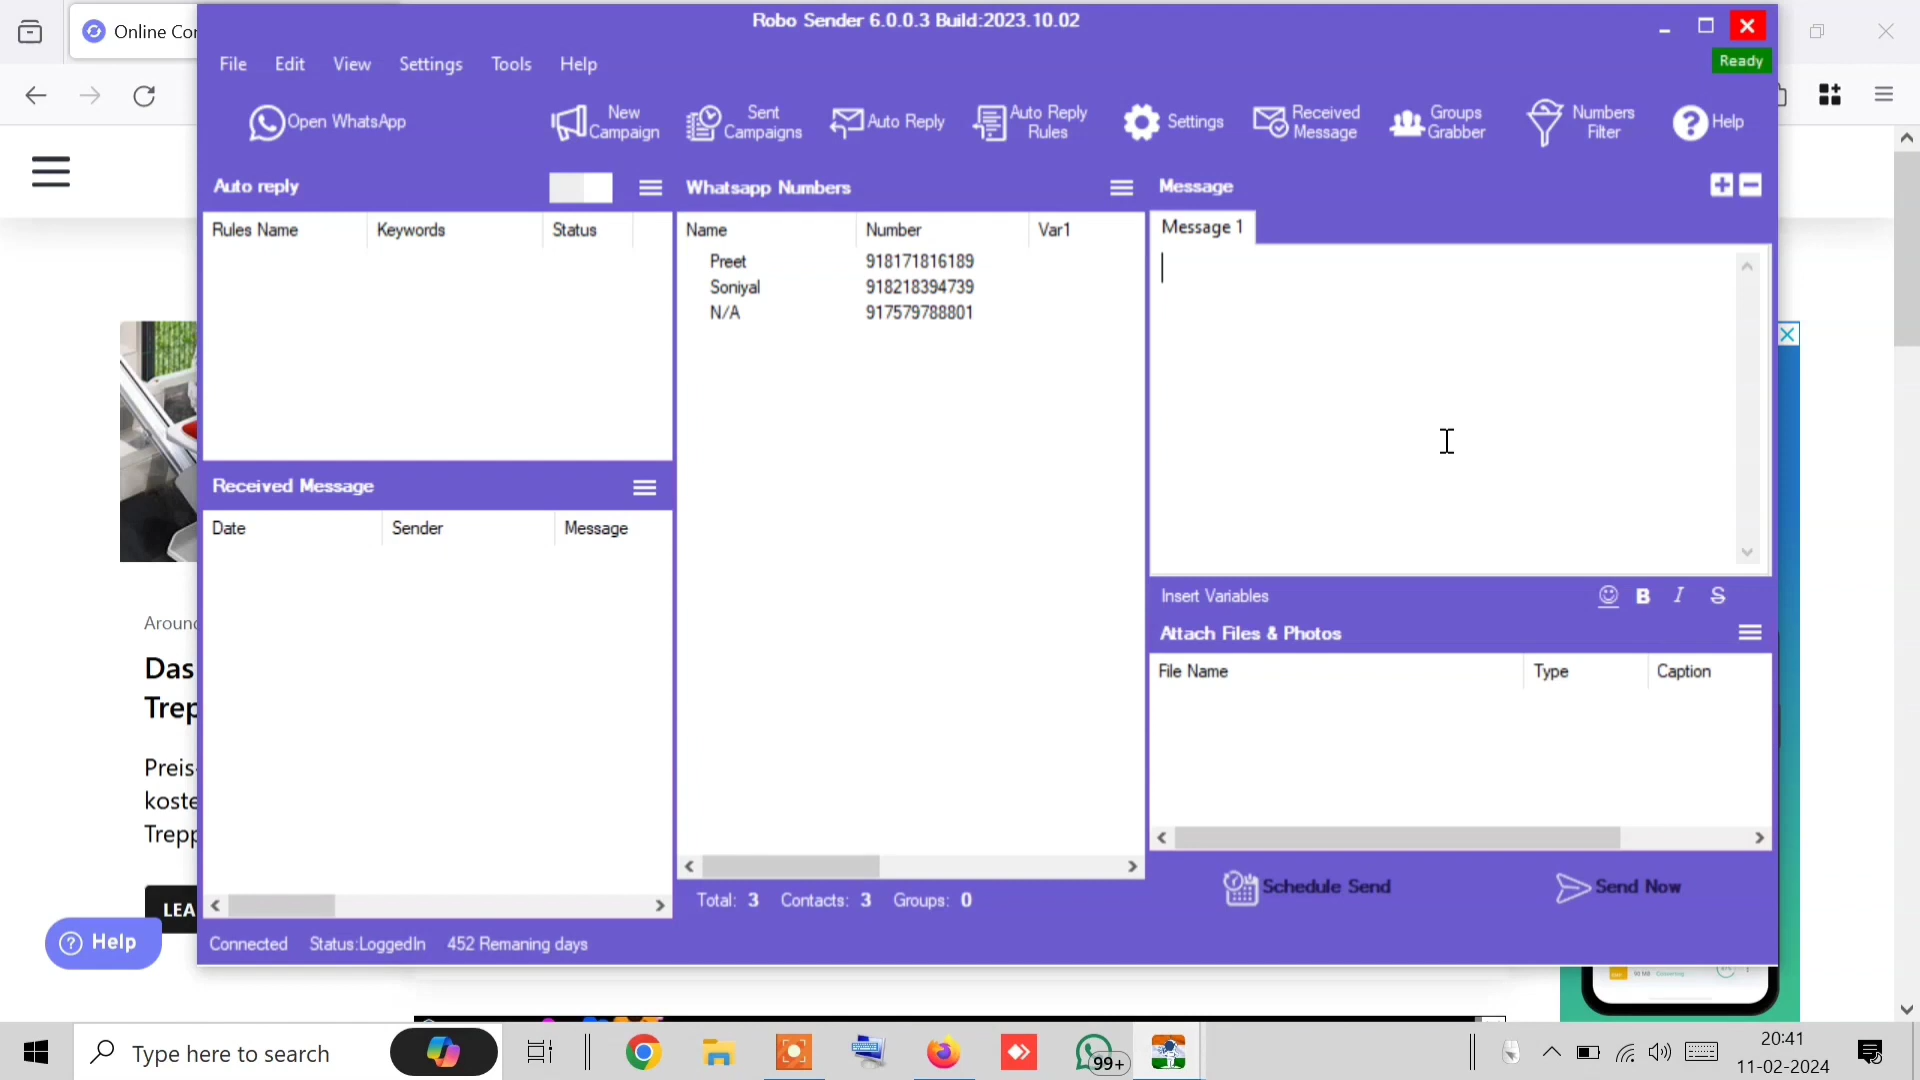 Online Cor
Robo Sender 6.0.0.3 Build:2023.10.02
File Edit View Settings Tools Help
Ready
Open WhatsApp
New Campaign
Sent Campaigns
Auto Reply
Auto Reply Rules
Settings
Received Message
Groups Grabber
Numbers Filter
Help
Auto reply
Rules Name Keywords Status
Whatsapp Numbers
Name Number Var1
Preet 918171816189
Soniyal 918218394739
N/A 917579788801
Message
Message 1
Received Message
Date Sender Message
Insert Variables
B I S
Attach Files & Photos
File Name Type Caption
Total: 3 Contacts: 3 Groups: 0
Schedule Send
Send Now
Connected Status:LoggedIn 452 Remaning days
Around
Das
Trep
Preis-
koste
Trepp
LEA
Help
Type here to search
99+
20:41
11-02-2024